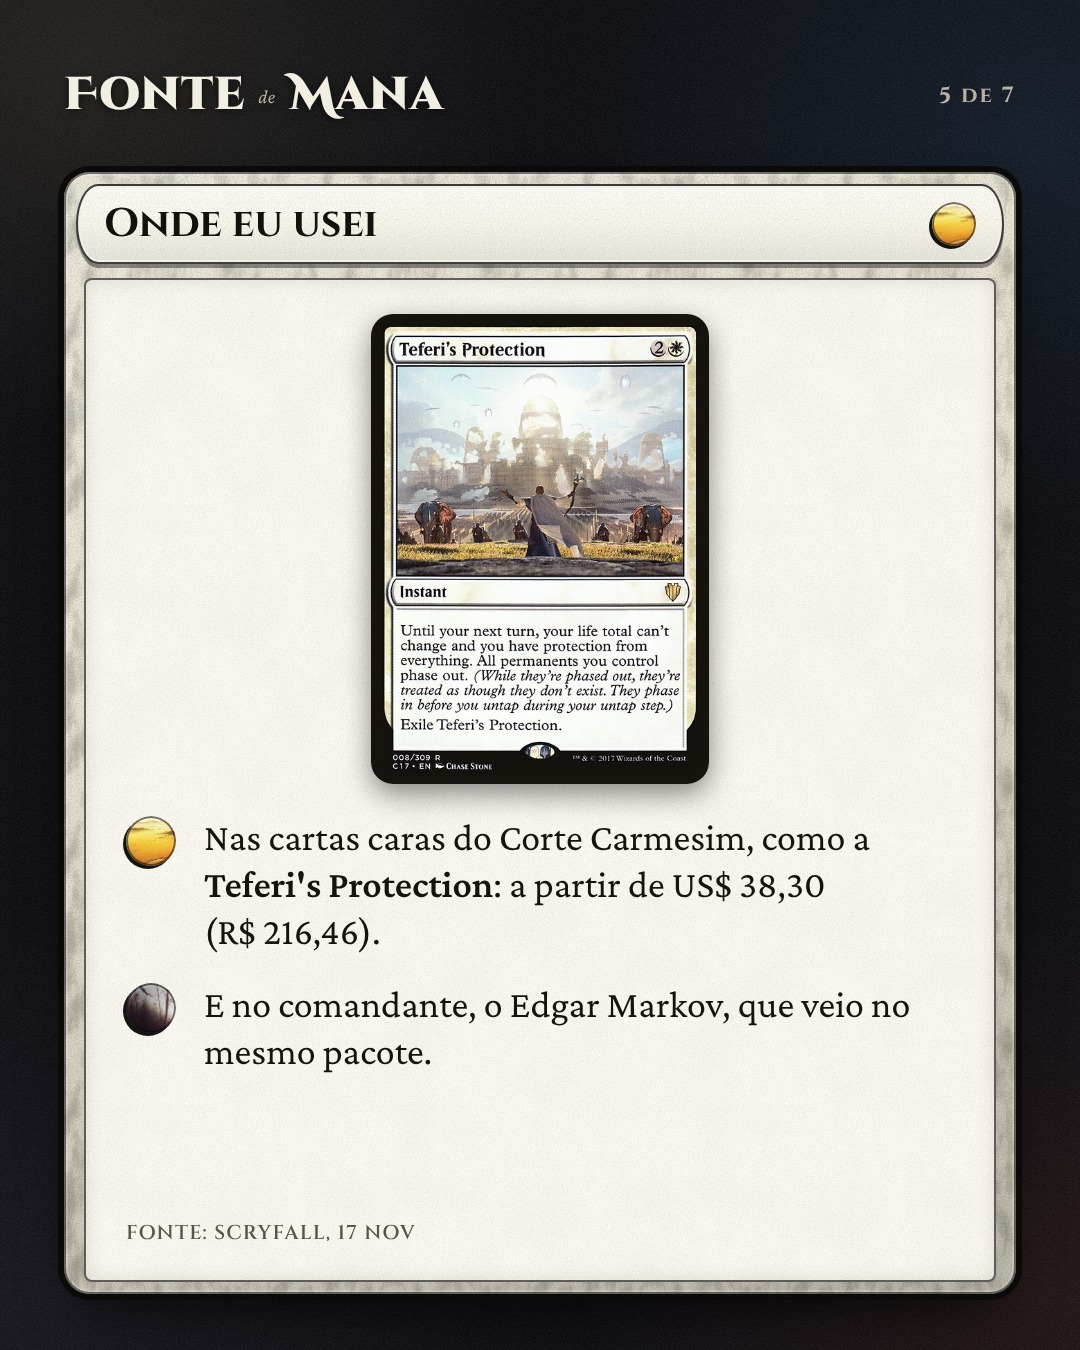 Fonte de Mana
5 DE 7
Onde eu usei
Teferi's Protection 2
Instant
Until your next turn, your life total can't
change and you have protection from
everything. All permanents you control
phase out. (While they're phased out, they're
treated as though they don't exist. They phase
in before you untap during your untap step.)
Exile Teferi's Protection.
008/309 R
C17 • EN Chase Stone
™ & © 2017 Wizards of the Coast
Nas cartas caras do Corte Carmesim, como a
Teferi's Protection: a partir de US$ 38,30
(R$ 216,46).
E no comandante, o Edgar Markov, que veio no
mesmo pacote.
FONTE: SCRYFALL, 17 NOV